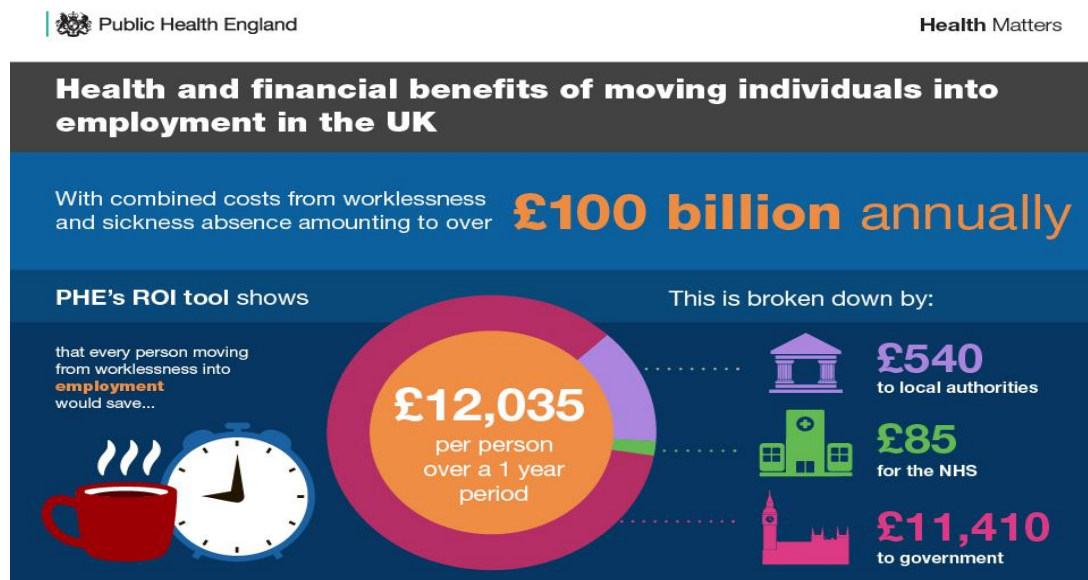 Public Health England
Health Matters
Health and financial benefits of moving individuals into
employment in the UK
With combined costs from worklessness
and sickness absence amounting to over
£100 billion annually
PHE's ROI tool shows
that every person moving
from worklessness into
employment
would save...
£12,035
per person
over a 1 year
period
This is broken down by:
£540
to local authorities
£85
for the NHS
£11,410
to government